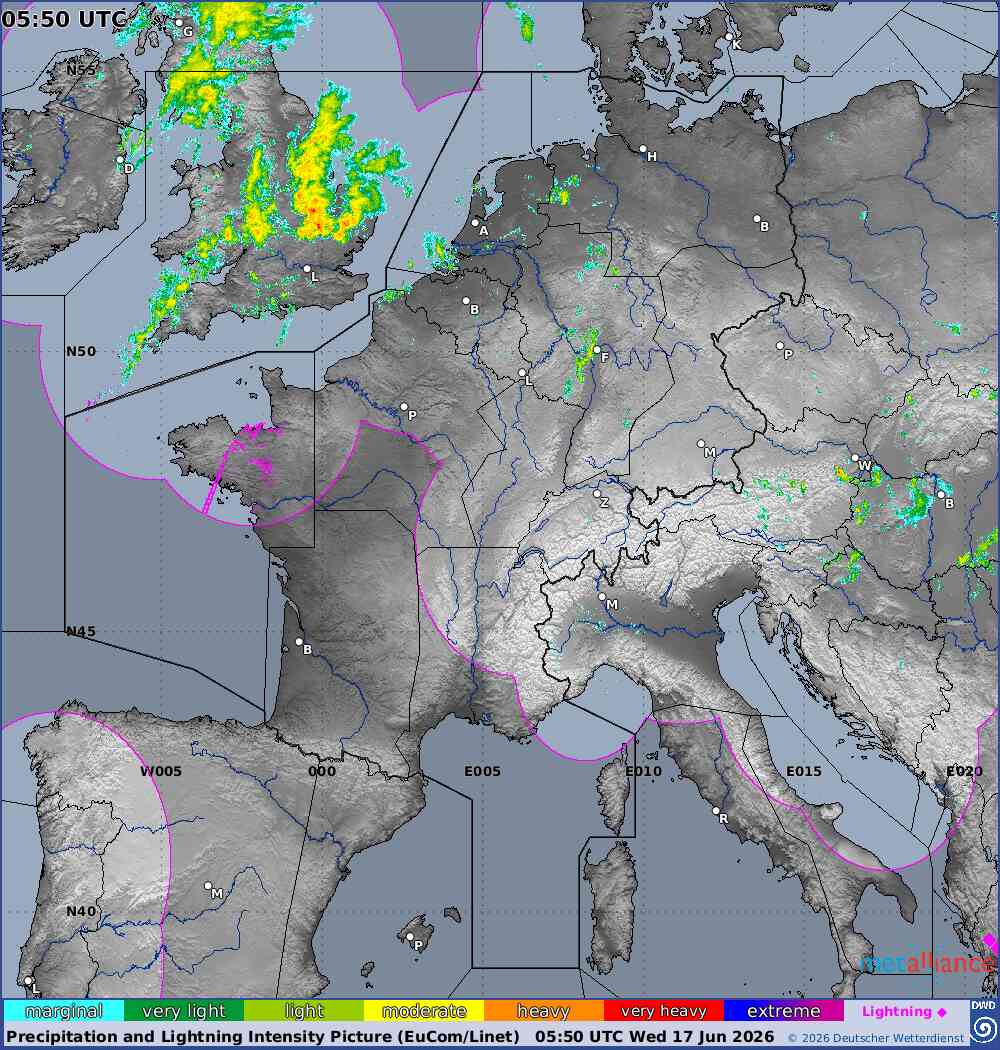 05:50 UTC
G
K
N55
D
H
A
B
L
B
N50
P
F
L
P
M
W
Z
B
M
N45
B
W005
000
E005
E010
E015
E020
R
M
N40
P
metalliance
L
marginal very light light moderate heavy very heavy extreme Lightning ◆ DWD
Precipitation and Lightning Intensity Picture (EuCom/Linet) 05:50 UTC Wed 17 Jun 2026 © 2026 Deutscher Wetterdienst